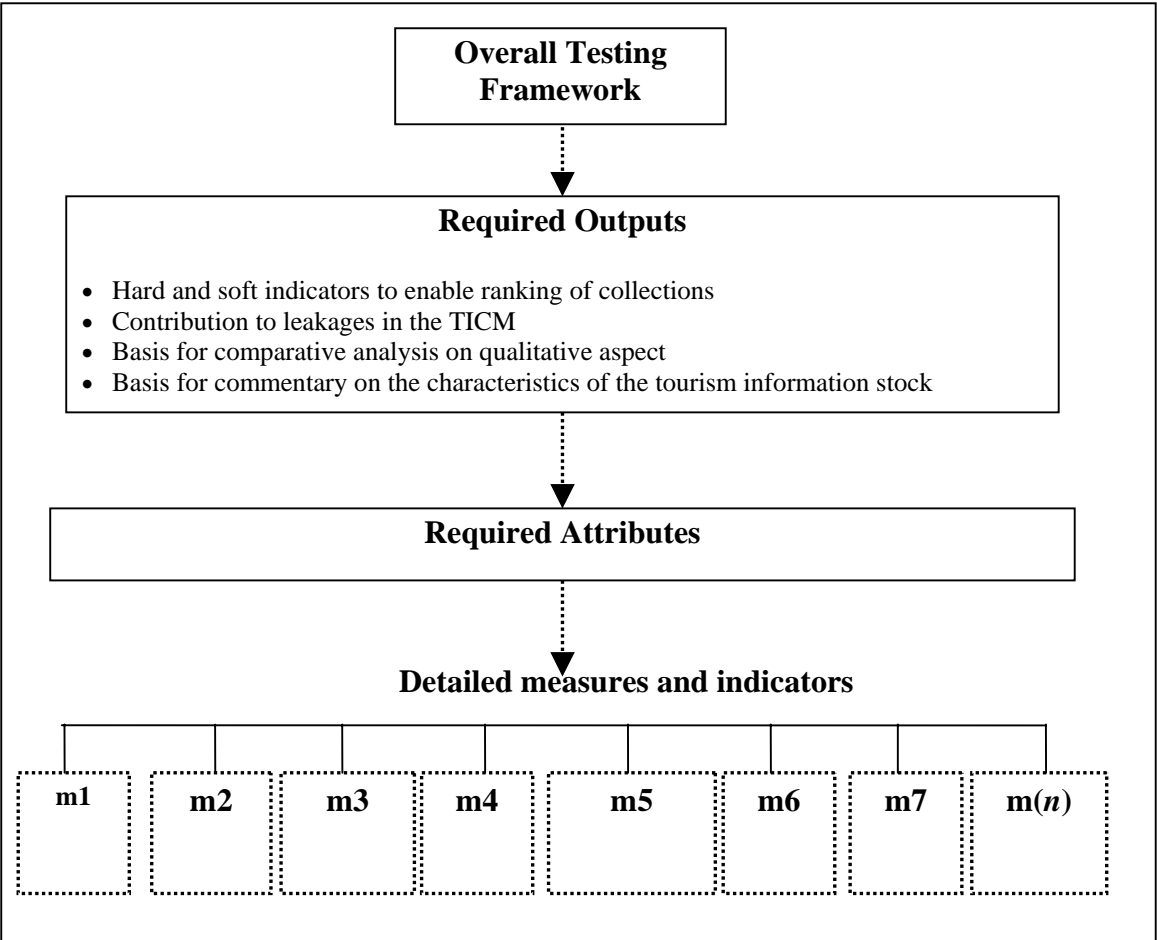 Overall Testing
Framework
Required Outputs
• Hard and soft indicators to enable ranking of collections
• Contribution to leakages in the TICM
• Basis for comparative analysis on qualitative aspect
• Basis for commentary on the characteristics of the tourism information stock
Required Attributes
Detailed measures and indicators
m1 m2 m3 m4 m5 m6 m7 m(n)